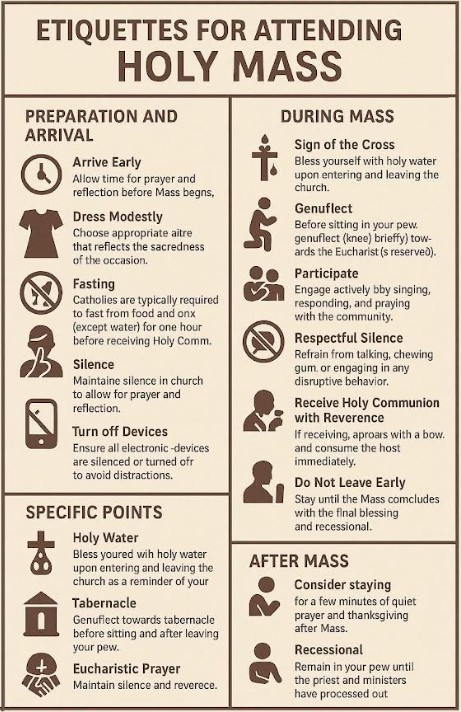 ETIQUETTES FOR ATTENDING
HOLY MASS
PREPARATION AND
ARRIVAL
Arrive Early
Allow time for prayer and
reflection before Mass begns,
Dress Modestly
Choose appropriate aitre
that reflects the sacredness
of the occasion.
Fasting
Catholies are typically required
to fast from food and onx
(except water) for one hour
before receiving Holy Comm.
Silence
Maintaine silence in church
to allow for prayer and
reflection.
Turn off Devices
Ensure all electronic -devices
are silenced or turned ofr
to avoid distractions.
SPECIFIC POINTS
Holy Water
Bless youred wih holy water
upon entering and leaving the
church as a reminder of your
Tabernacle
Genuflect towards tabernacle
before sitting and after leaving
your pew.
Eucharistic Prayer
Maintain silence and reverece.
DURING MASS
Sign of the Cross
Bless yourself with holy water
upon entering and leaving the
church.
Genuflect
Before sitting in your pew.
genuflect (knee) brieffy) tow-
ards the Eucharist (s reserveð).
Participate
Engage actively bby singing,
responding, and praying
with the community.
Respectful Silence
Refrain from talking, chewing
gum, or engaging in any
disruptive behavior.
Receive Holy Communion
with Reverence
If receiving, aproars with a bow.
and consume the host
immediately.
Do Not Leave Early
Stay until the Mass comcludes
with the final blessing
and recessional.
AFTER MASS
Consider staying
for a few minutes of quiet
prayer and thanksgiving
after Mass.
Recessional
Remain in your pew until
the priest and ministers
have processed out